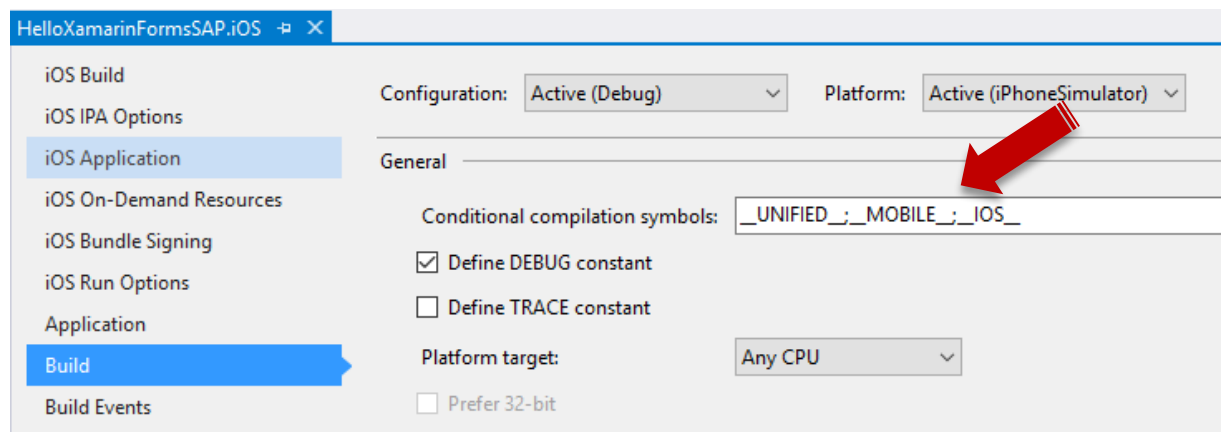 HelloXamarinFormsSAP.iOS
iOS Build
iOS IPA Options
iOS Application
iOS On-Demand Resources
iOS Bundle Signing
iOS Run Options
Application
Build
Build Events
Configuration: Active (Debug) Platform: Active (iPhoneSimulator)
General
Conditional compilation symbols: __UNIFIED__;__MOBILE__;__IOS__
Define DEBUG constant
Define TRACE constant
Platform target: Any CPU
Prefer 32-bit